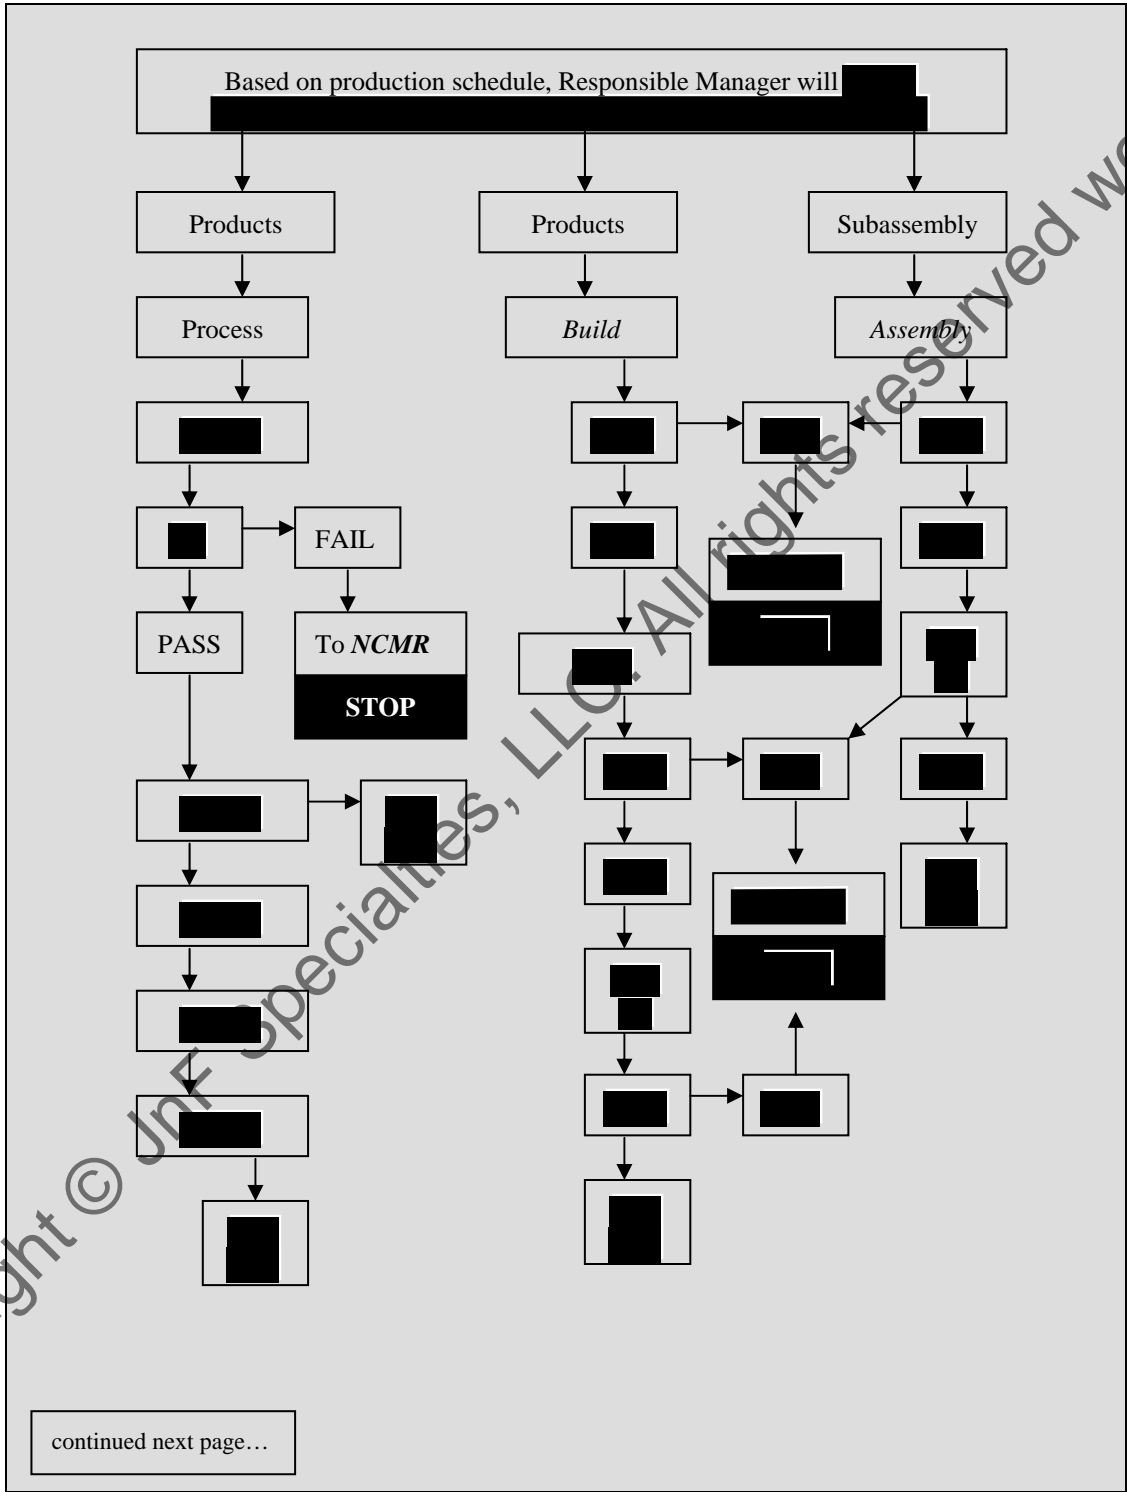 Based on production schedule, Responsible Manager will
Products
Products
Subassembly
Process
Build
Assembly
FAIL
PASS
To NCMR
STOP
continued next page…
ght © JnF Specialties, LLC. All rights reserved